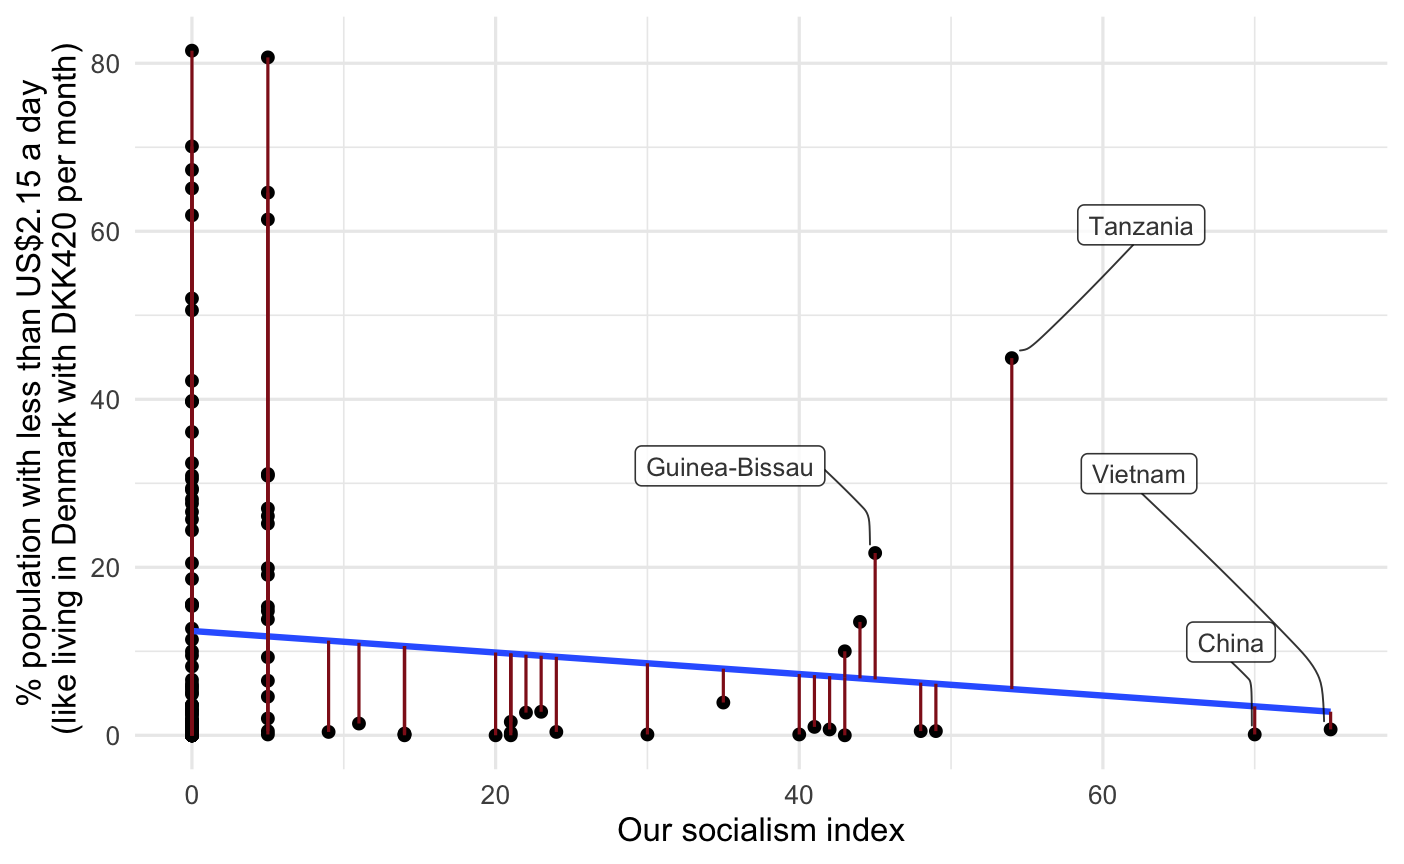 % population with less than US$2.15 a day
(like living in Denmark with DKK420 per month)
80
60
40
20
0
Tanzania
Guinea-Bissau
Vietnam
China
0
20
40
60
Our socialism index